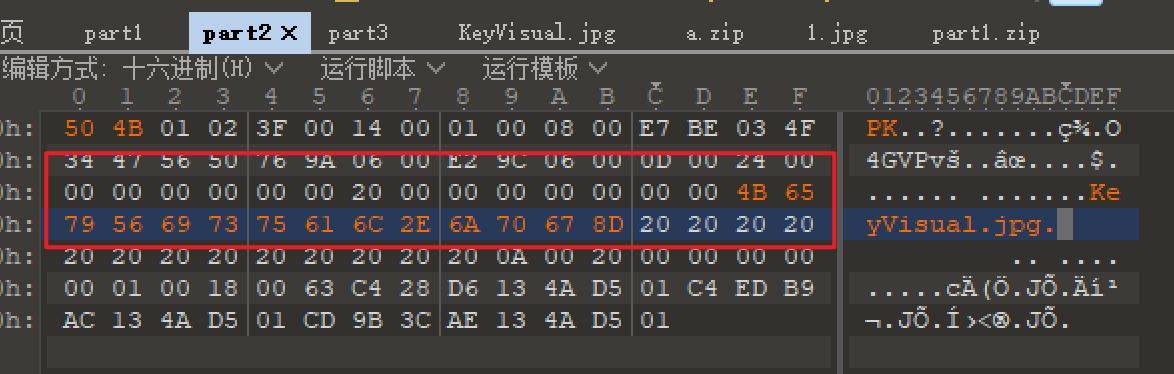 页 part1 part2 × part3 KeyVisual.jpg a.zip 1.jpg part1.zip
编辑方式: 十六进制(H) 运行脚本 运行模板
0 1 2 3 4 5 6 7 8 9 A B C D E F 0123456789ABCDEF
0h: 50 4B 01 02 3F 00 14 00 01 00 08 00 E7 BE 03 4F PK..?.......ç¾.O
0h: 34 47 56 50 76 9A 06 00 E2 9C 06 00 0D 00 24 00 4GVPvš..âœ....$.
0h: 00 00 00 00 00 00 20 00 00 00 00 00 00 00 4B 65 ...... .......Ke
0h: 79 56 69 73 75 61 6C 2E 6A 70 67 8D 20 20 20 20 yVisual.jpg.
0h: 20 20 20 20 20 20 20 20 20 0A 00 20 00 00 00 00 .. ....
0h: 00 01 00 18 00 63 C4 28 D6 13 4A D5 01 C4 ED B9 .....cÄ(Ö.JÕ.Äí¹
0h: AC 13 4A D5 01 CD 9B 3C AE 13 4A D5 01 ¬.JÕ.Í›<®.JÕ.